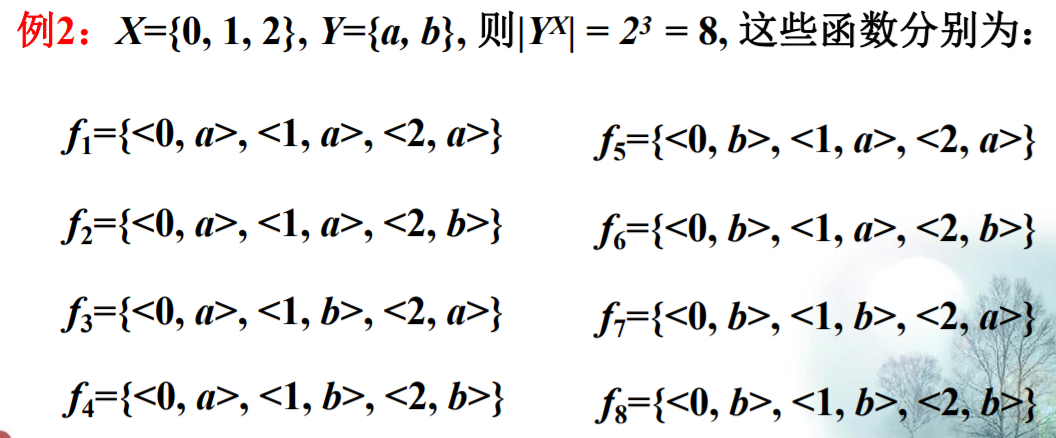 例2：X={0, 1, 2}, Y={a, b}, 则|Yˣ| = 2³ = 8, 这些函数分别为：
f₁={<0, a>, <1, a>, <2, a>}
f₂={<0, a>, <1, a>, <2, b>}
f₃={<0, a>, <1, b>, <2, a>}
f₄={<0, a>, <1, b>, <2, b>}
f₅={<0, b>, <1, a>, <2, a>}
f₆={<0, b>, <1, a>, <2, b>}
f₇={<0, b>, <1, b>, <2, a>}
f₈={<0, b>, <1, b>, <2, b>}